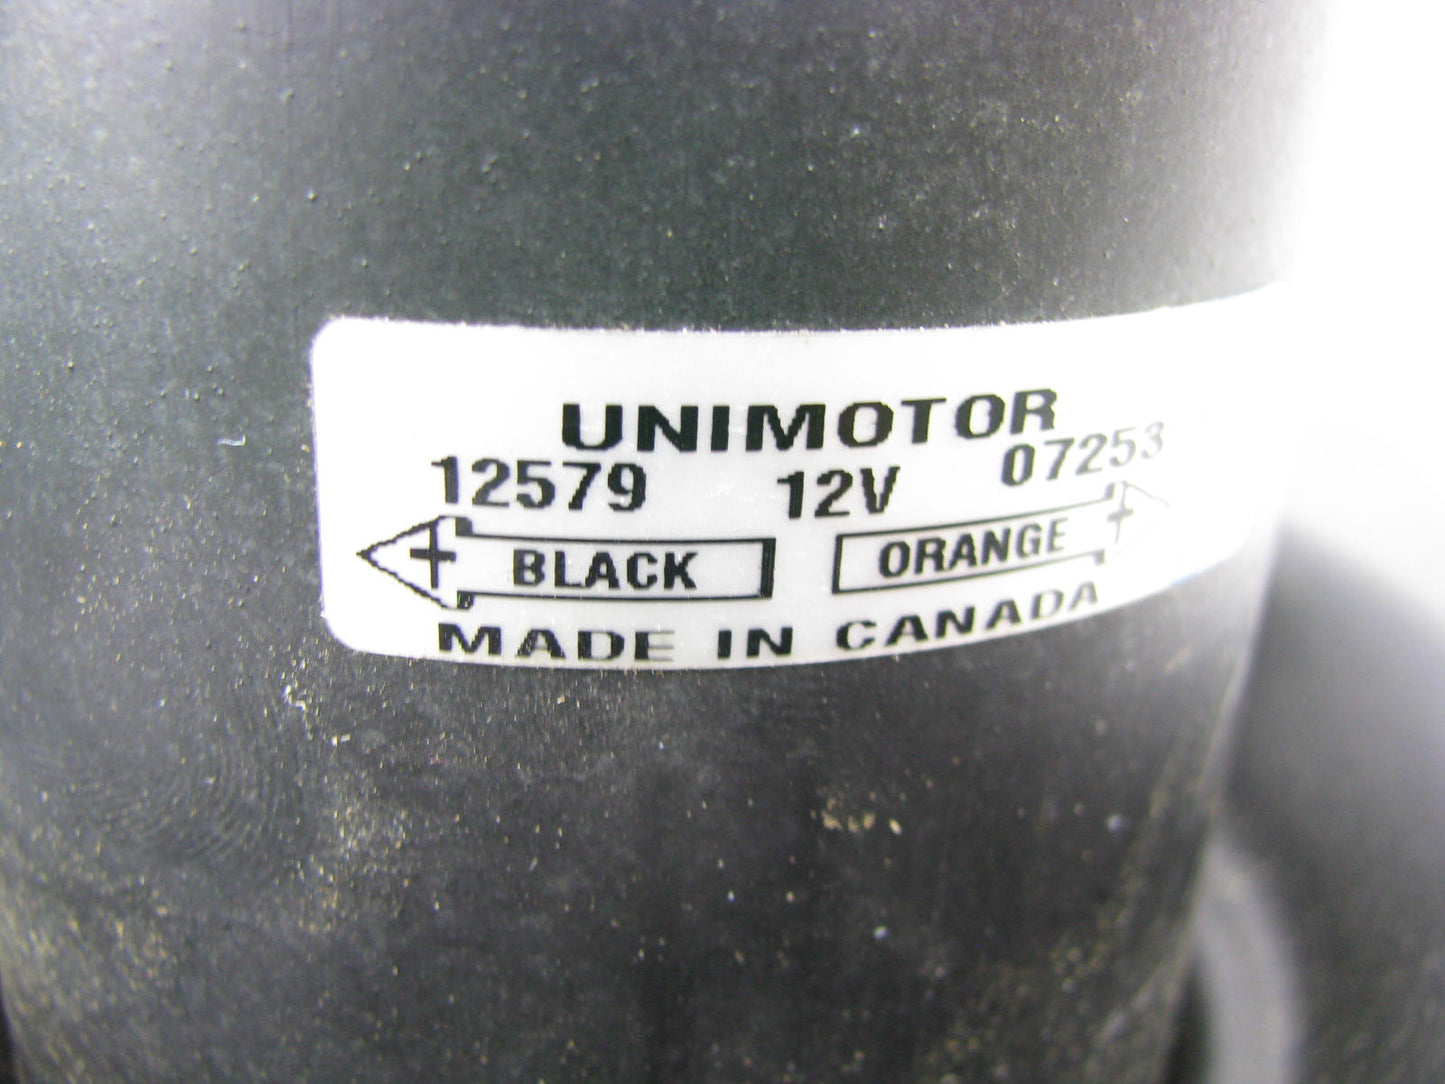 UNIMOTOR
12579 12V 07253
+ BLACK ORANGE +
MADE IN CANADA